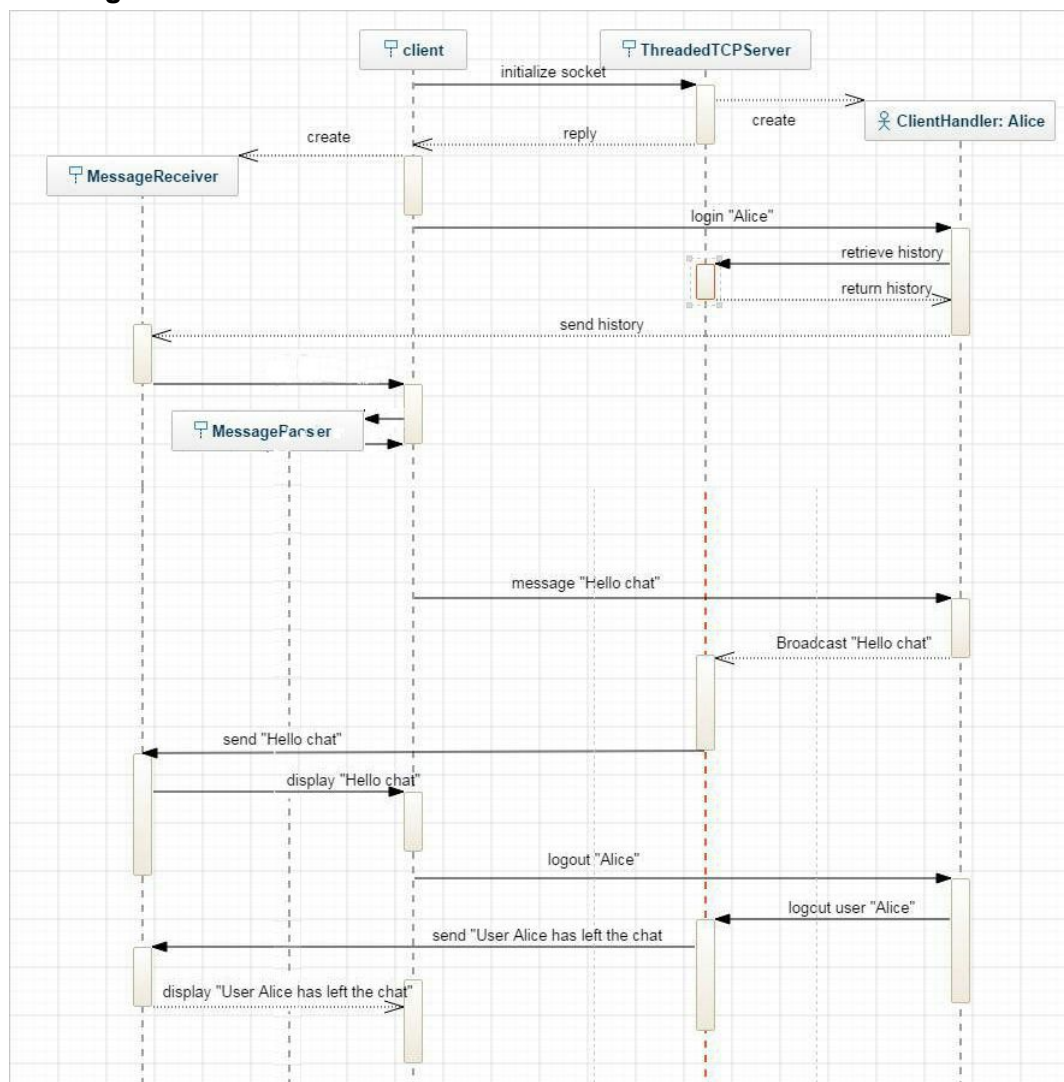 client
ThreadedTCPServer
initialize socket
create
ClientHandler: Alice
reply
create
MessageReceiver
login "Alice"
retrieve history
return history
send history
MessageParser
message "Hello chat"
Broadcast "Hello chat"
send "Hello chat"
display "Hello chat"
logout "Alice"
logout user "Alice"
send "User Alice has left the chat
display "User Alice has left the chat"